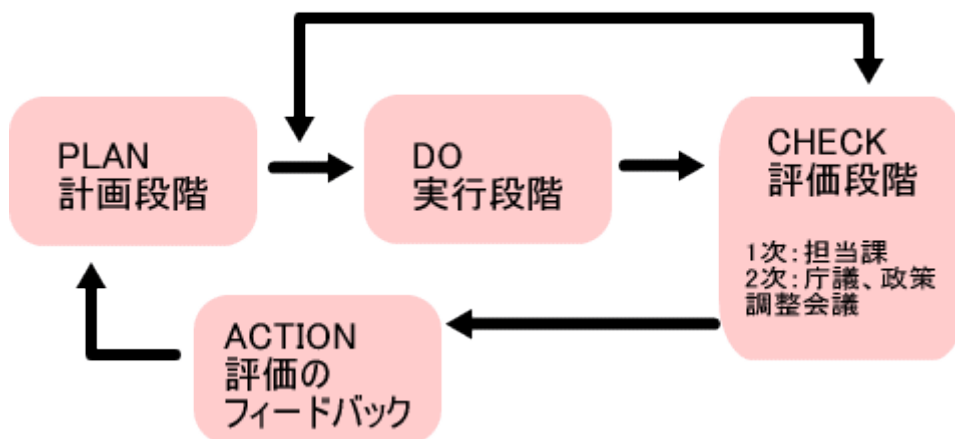 PLAN
計画段階
DO
実行段階
CHECK
評価段階
1次:担当課
2次:庁議、政策
調整会議
ACTION
評価の
フィードバック